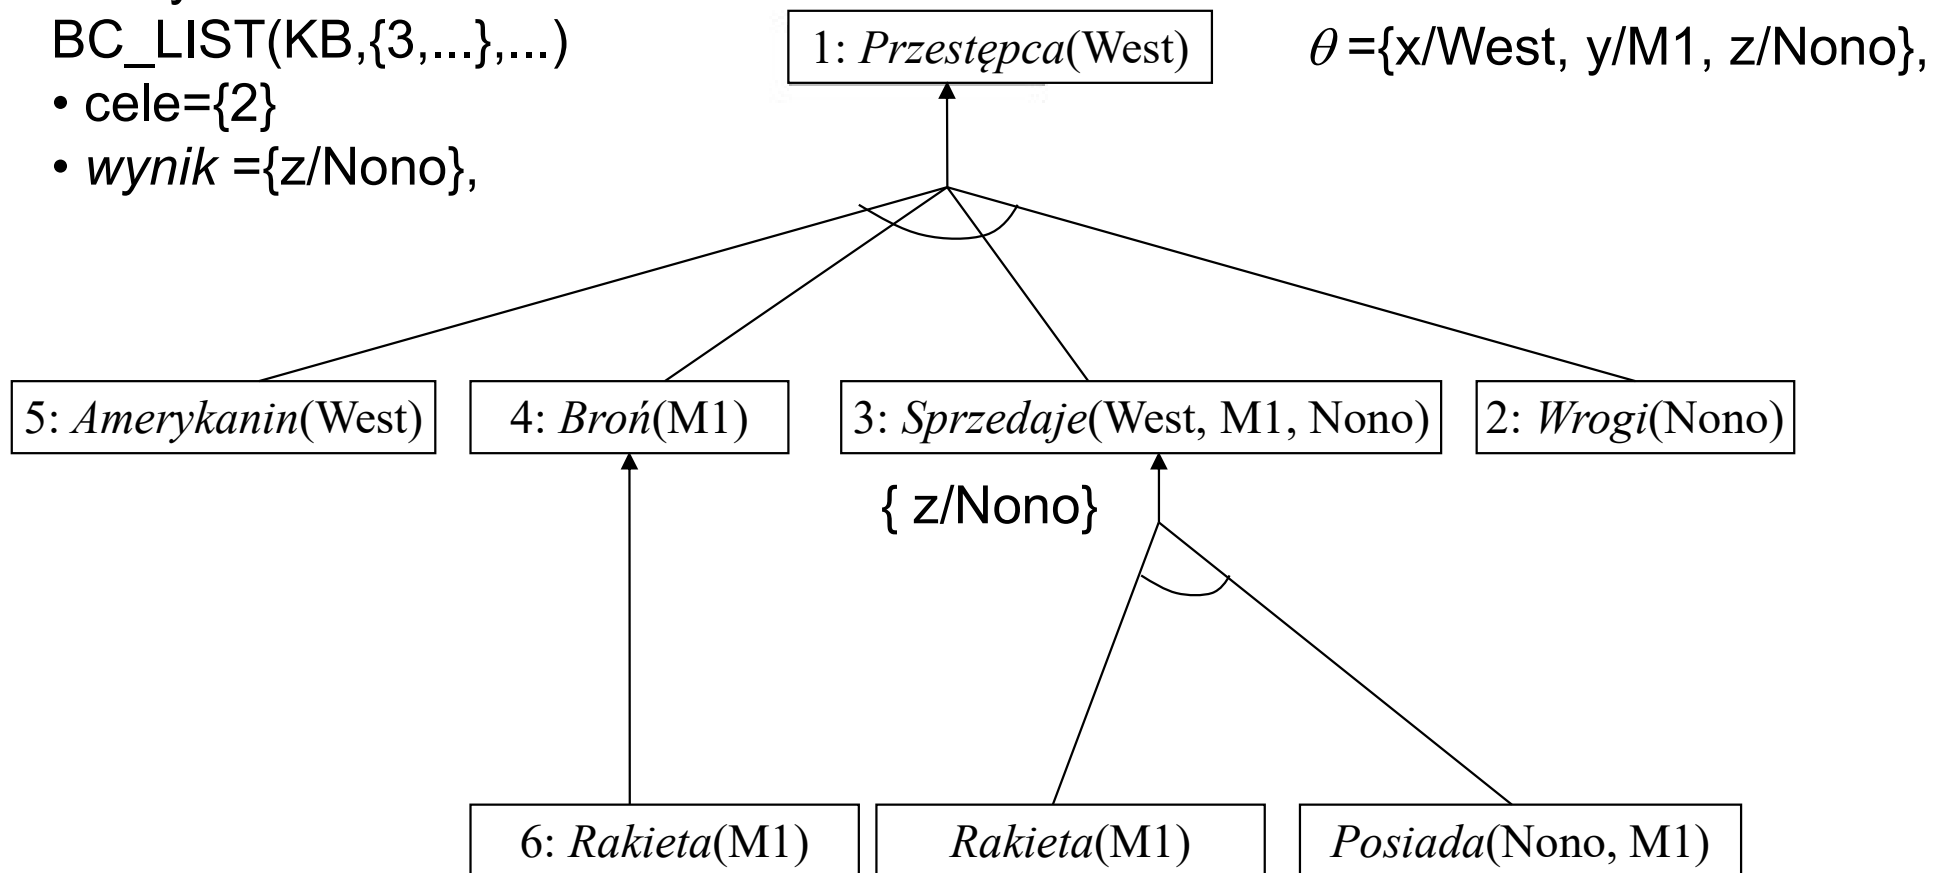 BC_LIST(KB,{3,...},...)
• cele={2}
• wynik ={z/Nono},
1: Przestępca(West)
θ ={x/West, y/M1, z/Nono},
5: Amerykanin(West)
4: Broń(M1)
3: Sprzedaje(West, M1, Nono)
2: Wrogi(Nono)
{ z/Nono}
6: Rakieta(M1)
Rakieta(M1)
Posiada(Nono, M1)